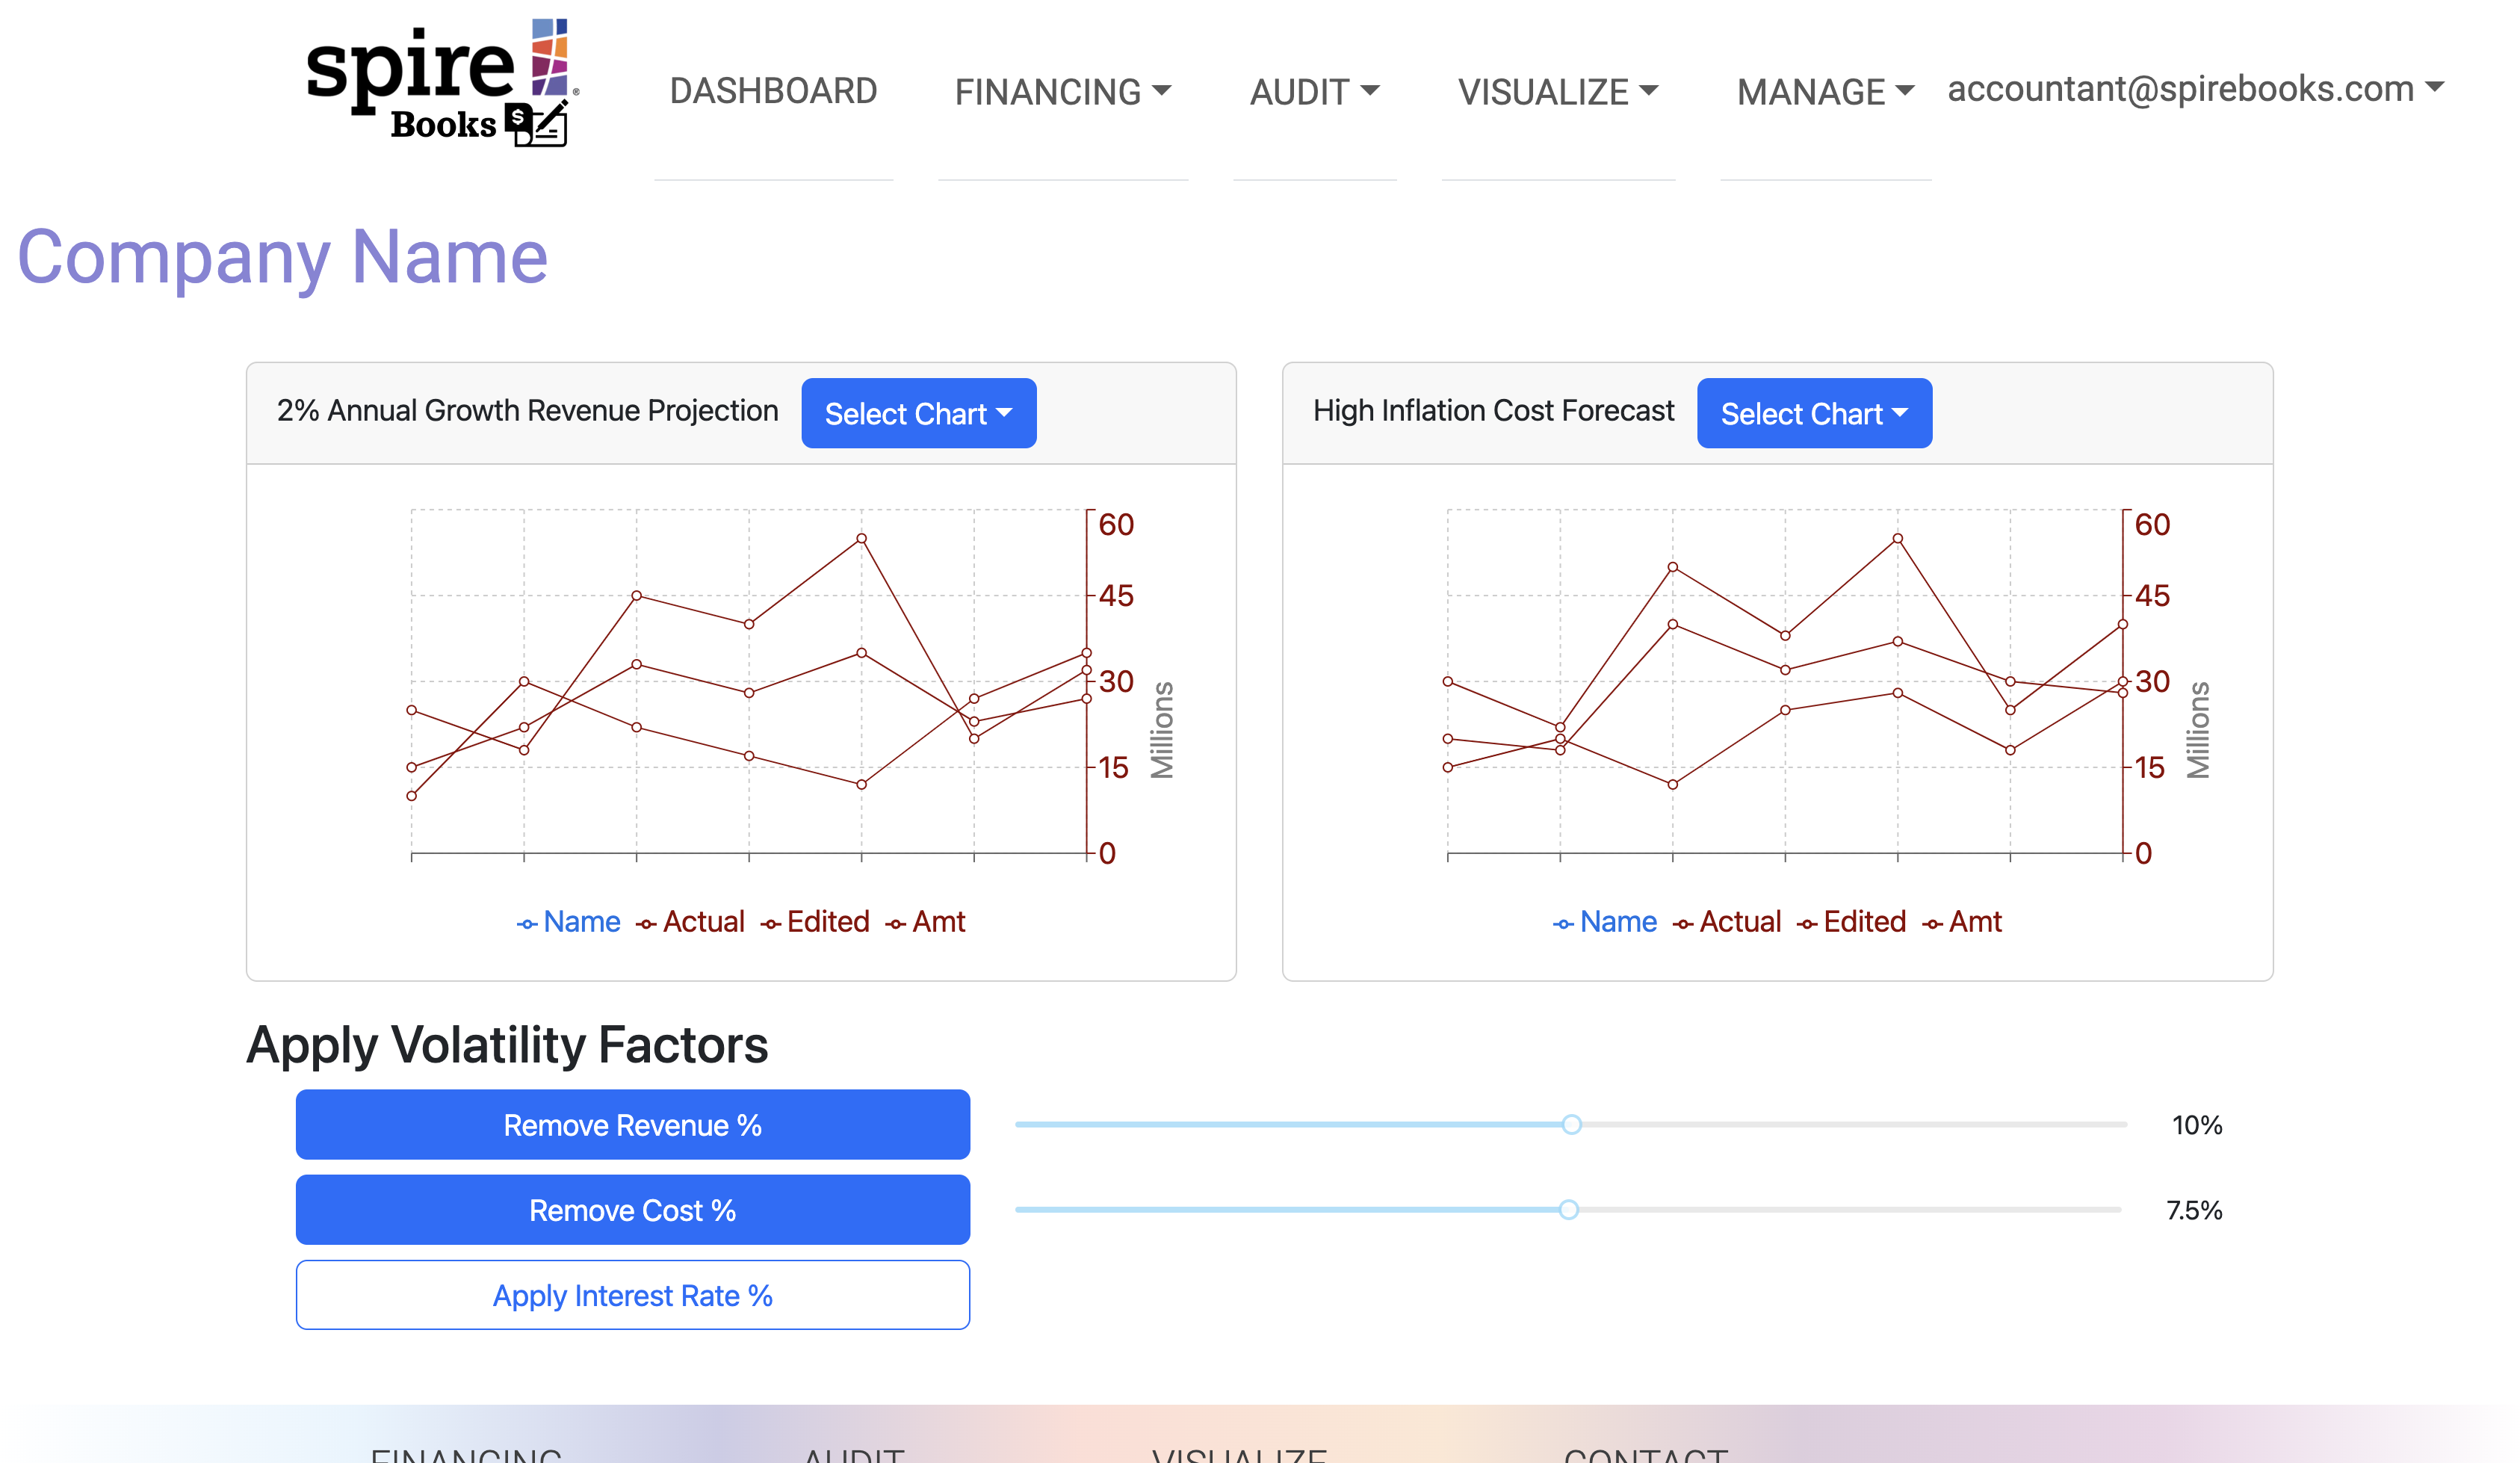 spire®
Books
DASHBOARD
FINANCING
AUDIT
VISUALIZE
MANAGE
accountant@spirebooks.com
Company Name
2% Annual Growth Revenue Projection
Select Chart
60
45
30
15
0
Millions
Name Actual Edited Amt
High Inflation Cost Forecast
Select Chart
60
45
30
15
0
Millions
Name Actual Edited Amt
Apply Volatility Factors
Remove Revenue %
10%
Remove Cost %
7.5%
Apply Interest Rate %
FINANCING
AUDIT
VISUALIZE
CONTACT